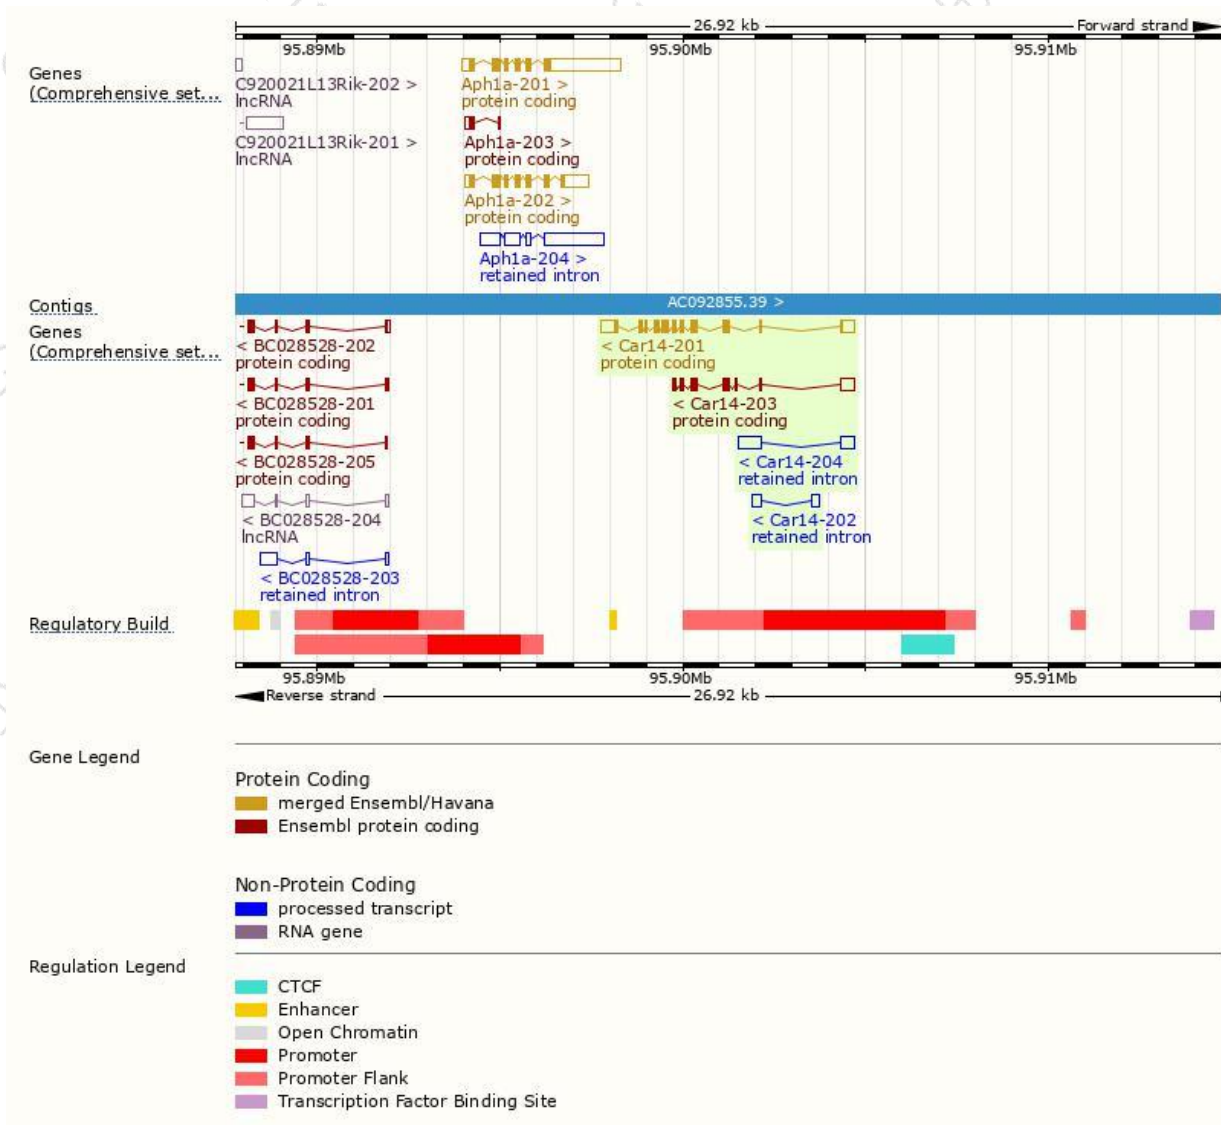 26.92 kb
Forward strand
95.89Mb 95.90Mb 95.91Mb
Genes
(Comprehensive set...
C920021L13Rik-202 >
lncRNA
C920021L13Rik-201 >
lncRNA
Aph1a-201 >
protein coding
Aph1a-203 >
protein coding
Aph1a-202 >
protein coding
Aph1a-204 >
retained intron
Contigs
AC092855.39 >
Genes
(Comprehensive set...
< BC028528-202
protein coding
< BC028528-201
protein coding
< BC028528-205
protein coding
< BC028528-204
lncRNA
< BC028528-203
retained intron
< Car14-201
protein coding
< Car14-203
protein coding
< Car14-204
retained intron
< Car14-202
retained intron
Regulatory Build
95.89Mb 95.90Mb 95.91Mb
Reverse strand
26.92 kb
Gene Legend
Protein Coding
merged Ensembl/Havana
Ensembl protein coding
Non-Protein Coding
processed transcript
RNA gene
Regulation Legend
CTCF
Enhancer
Open Chromatin
Promoter
Promoter Flank
Transcription Factor Binding Site